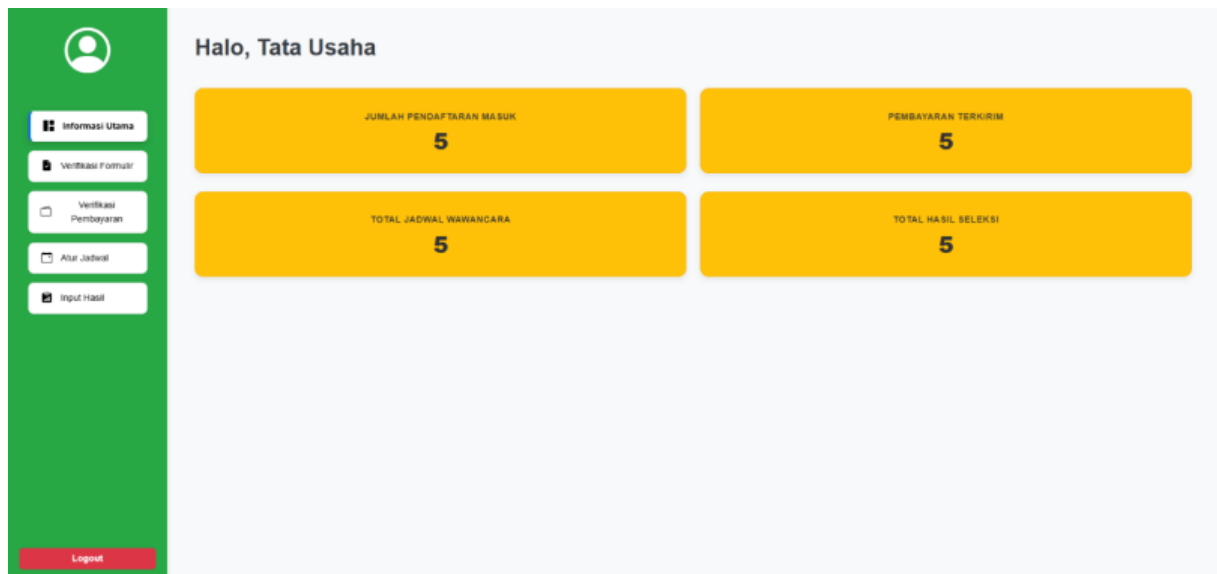 Halo, Tata Usaha
Informasi Utama
Verifikasi Formulir
Verifikasi
Pembayaran
Atur Jadwal
Input Hasil
Logout
JUMLAH PENDAFTARAN MASUK
5
PEMBAYARAN TERKIRIM
5
TOTAL JADWAL WAWANCARA
5
TOTAL HASIL SELEKSI
5